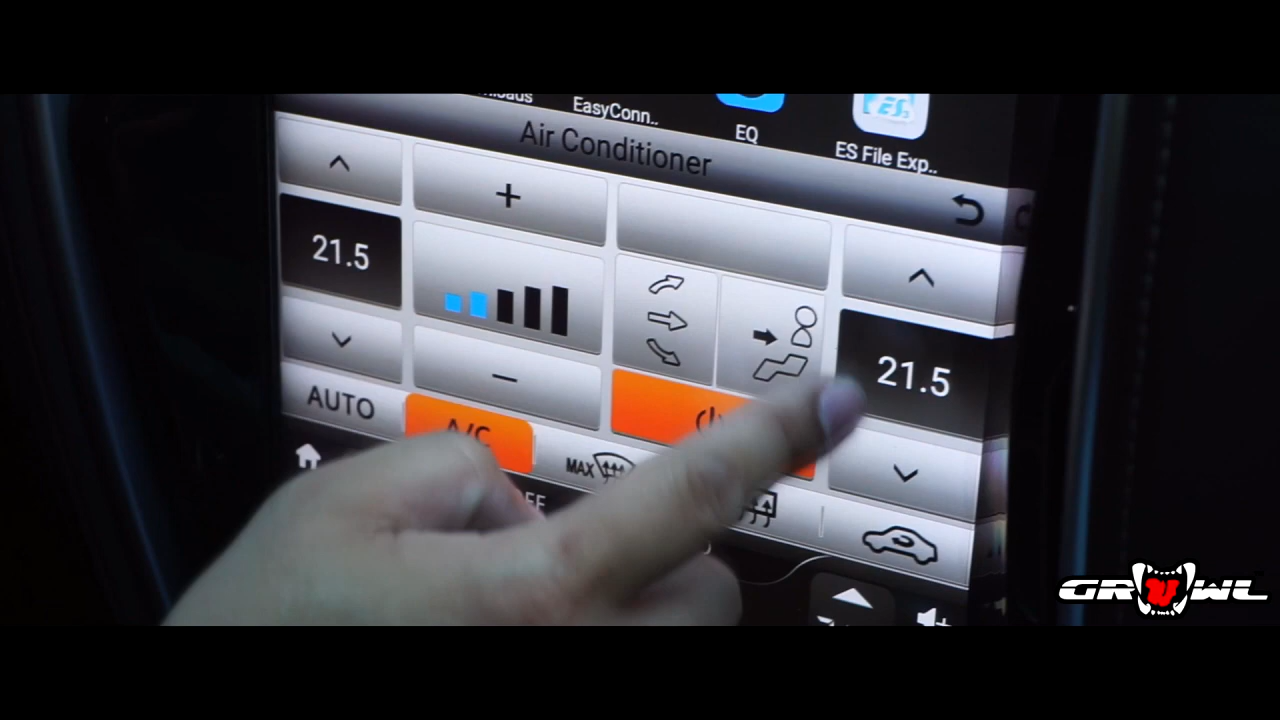 EasyConn..
EQ
ES File Exp..
Air Conditioner
+
21.5
21.5
−
AUTO
A/C
MAX
GROWL